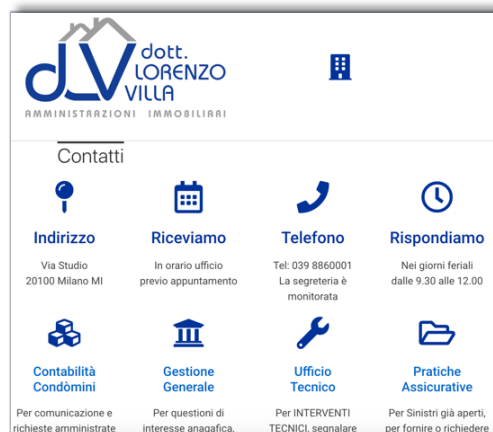 dott.
LORENZO
VILLA
AMMINISTRAZIONI IMMOBILIARI
Contatti
Indirizzo
Via Studio
20100 Milano MI
Riceviamo
In orario ufficio
previo appuntamento
Telefono
Tel: 039 8860001
La segreteria è
monitorata
Rispondiamo
Nei giorni feriali
dalle 9.30 alle 12.00
Contabilità
Condòmini
Per comunicazione e
richieste amministrate
Gestione
Generale
Per questioni di
interesse anagafica,
Ufficio
Tecnico
Per INTERVENTI
TECNICI, segnalare
Pratiche
Assicurative
Per Sinistri già aperti,
per fornire o richiedere